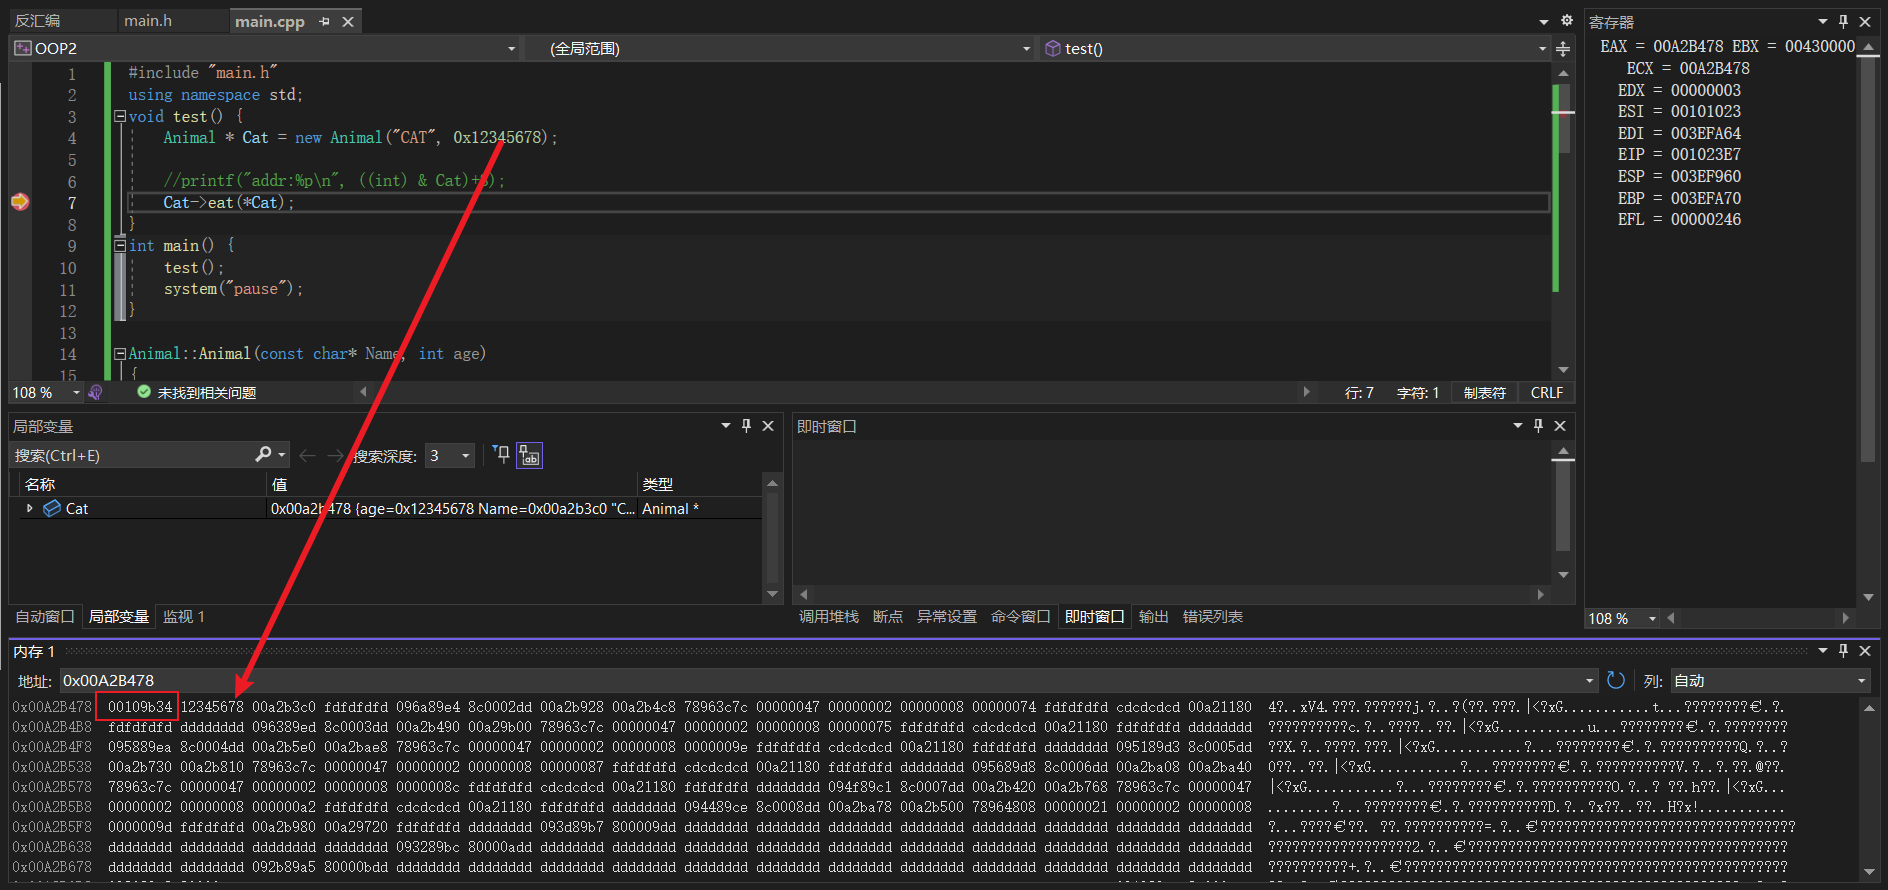 反汇编 main.h main.cpp
OOP2 (全局范围) test()
1 #include "main.h"
2 using namespace std;
3 void test() {
4 Animal * Cat = new Animal("CAT", 0x12345678);
5
6 //printf("addr:%p\n", ((int) & Cat)+8);
7 Cat->eat(*Cat);
8 }
9 int main() {
10 test();
11 system("pause");
12 }
13
14 Animal::Animal(const char* Name, int age)
15 {
108 % 未找到相关问题 行: 7 字符: 1 制表符 CRLF
寄存器
EAX = 00A2B478 EBX = 00430000
ECX = 00A2B478
EDX = 00000003
ESI = 00101023
EDI = 003EFA64
EIP = 001023E7
ESP = 003EF960
EBP = 003EFA70
EFL = 00000246
108 %
局部变量
搜索(Ctrl+E) 搜索深度: 3
名称 值 类型
Cat 0x00a2b478 {age=0x12345678 Name=0x00a2b3c0 "C... Animal *
自动窗口 局部变量 监视 1
即时窗口
调用堆栈 断点 异常设置 命令窗口 即时窗口 输出 错误列表
内存 1
地址: 0x00A2B478 列: 自动
0x00A2B478 00109b34 12345678 00a2b3c0 fdfdfdfd 096a89e4 8c0002dd 00a2b928 00a2b4c8 78963c7c 00000047 00000002 00000008 00000074 fdfdfdfd cdcdcdcd 00a21180
0x00A2B4B8 fdfdfdfd dddddddd 096389ed 8c0003dd 00a2b490 00a29b00 78963c7c 00000047 00000002 00000008 00000075 fdfdfdfd cdcdcdcd 00a21180 fdfdfdfd dddddddd
0x00A2B4F8 095889ea 8c0004dd 00a2b5e0 00a2bae8 78963c7c 00000047 00000002 00000008 0000009e fdfdfdfd cdcdcdcd 00a21180 fdfdfdfd dddddddd 095189d3 8c0005dd
0x00A2B538 00a2b730 00a2b810 78963c7c 00000047 00000002 00000008 00000087 fdfdfdfd cdcdcdcd 00a21180 fdfdfdfd dddddddd 095689d8 8c0006dd 00a2ba08 00a2ba40
0x00A2B578 78963c7c 00000047 00000002 00000008 0000008c fdfdfdfd cdcdcdcd 00a21180 fdfdfdfd dddddddd 094f89c1 8c0007dd 00a2b420 00a2b768 78963c7c 00000047
0x00A2B5B8 00000002 00000008 000000a2 fdfdfdfd cdcdcdcd 00a21180 fdfdfdfd dddddddd 094489ce 8c0008dd 00a2ba78 00a2b500 78964808 00000021 00000002 00000008
0x00A2B5F8 0000009d fdfdfdfd 00a2b980 00a29720 fdfdfdfd dddddddd 093d89b7 800009dd dddddddd dddddddd dddddddd dddddddd dddddddd dddddddd dddddddd dddddddd
0x00A2B638 dddddddd dddddddd dddddddd dddddddd 093289bc 80000add dddddddd dddddddd dddddddd dddddddd dddddddd dddddddd dddddddd dddddddd dddddddd dddddddd
0x00A2B678 dddddddd dddddddd 092b89a5 80000bdd dddddddd dddddddd dddddddd dddddddd dddddddd dddddddd dddddddd dddddddd dddddddd dddddddd dddddddd dddddddd